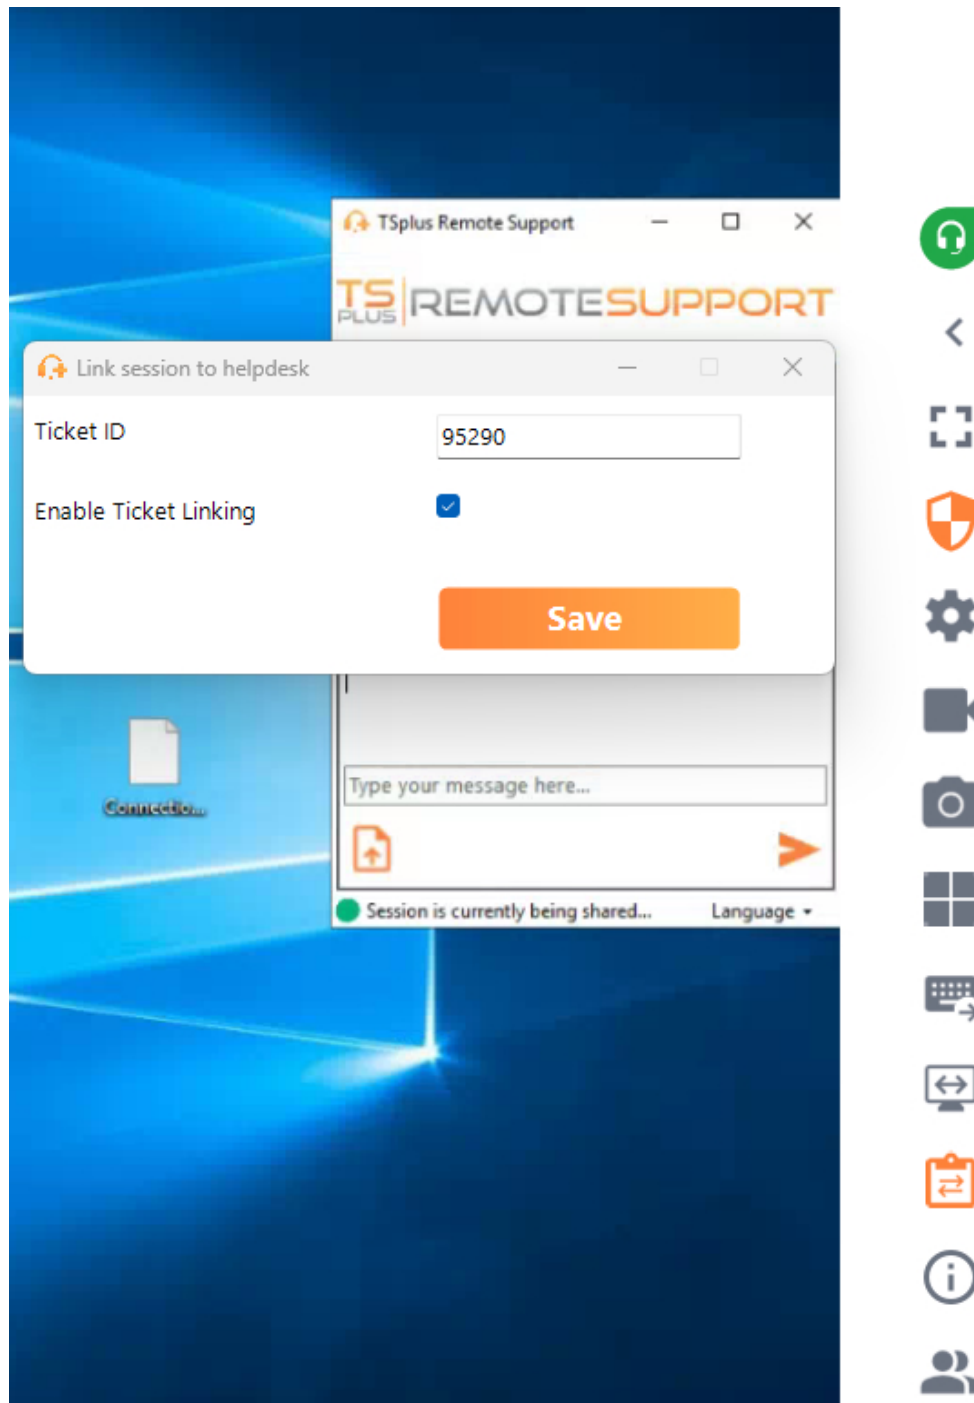 TSplus Remote Support
TS PLUS REMOTESUPPORT
Link session to helpdesk
Ticket ID
95290
Enable Ticket Linking
Save
Connectio...
Type your message here...
Session is currently being shared...
Language